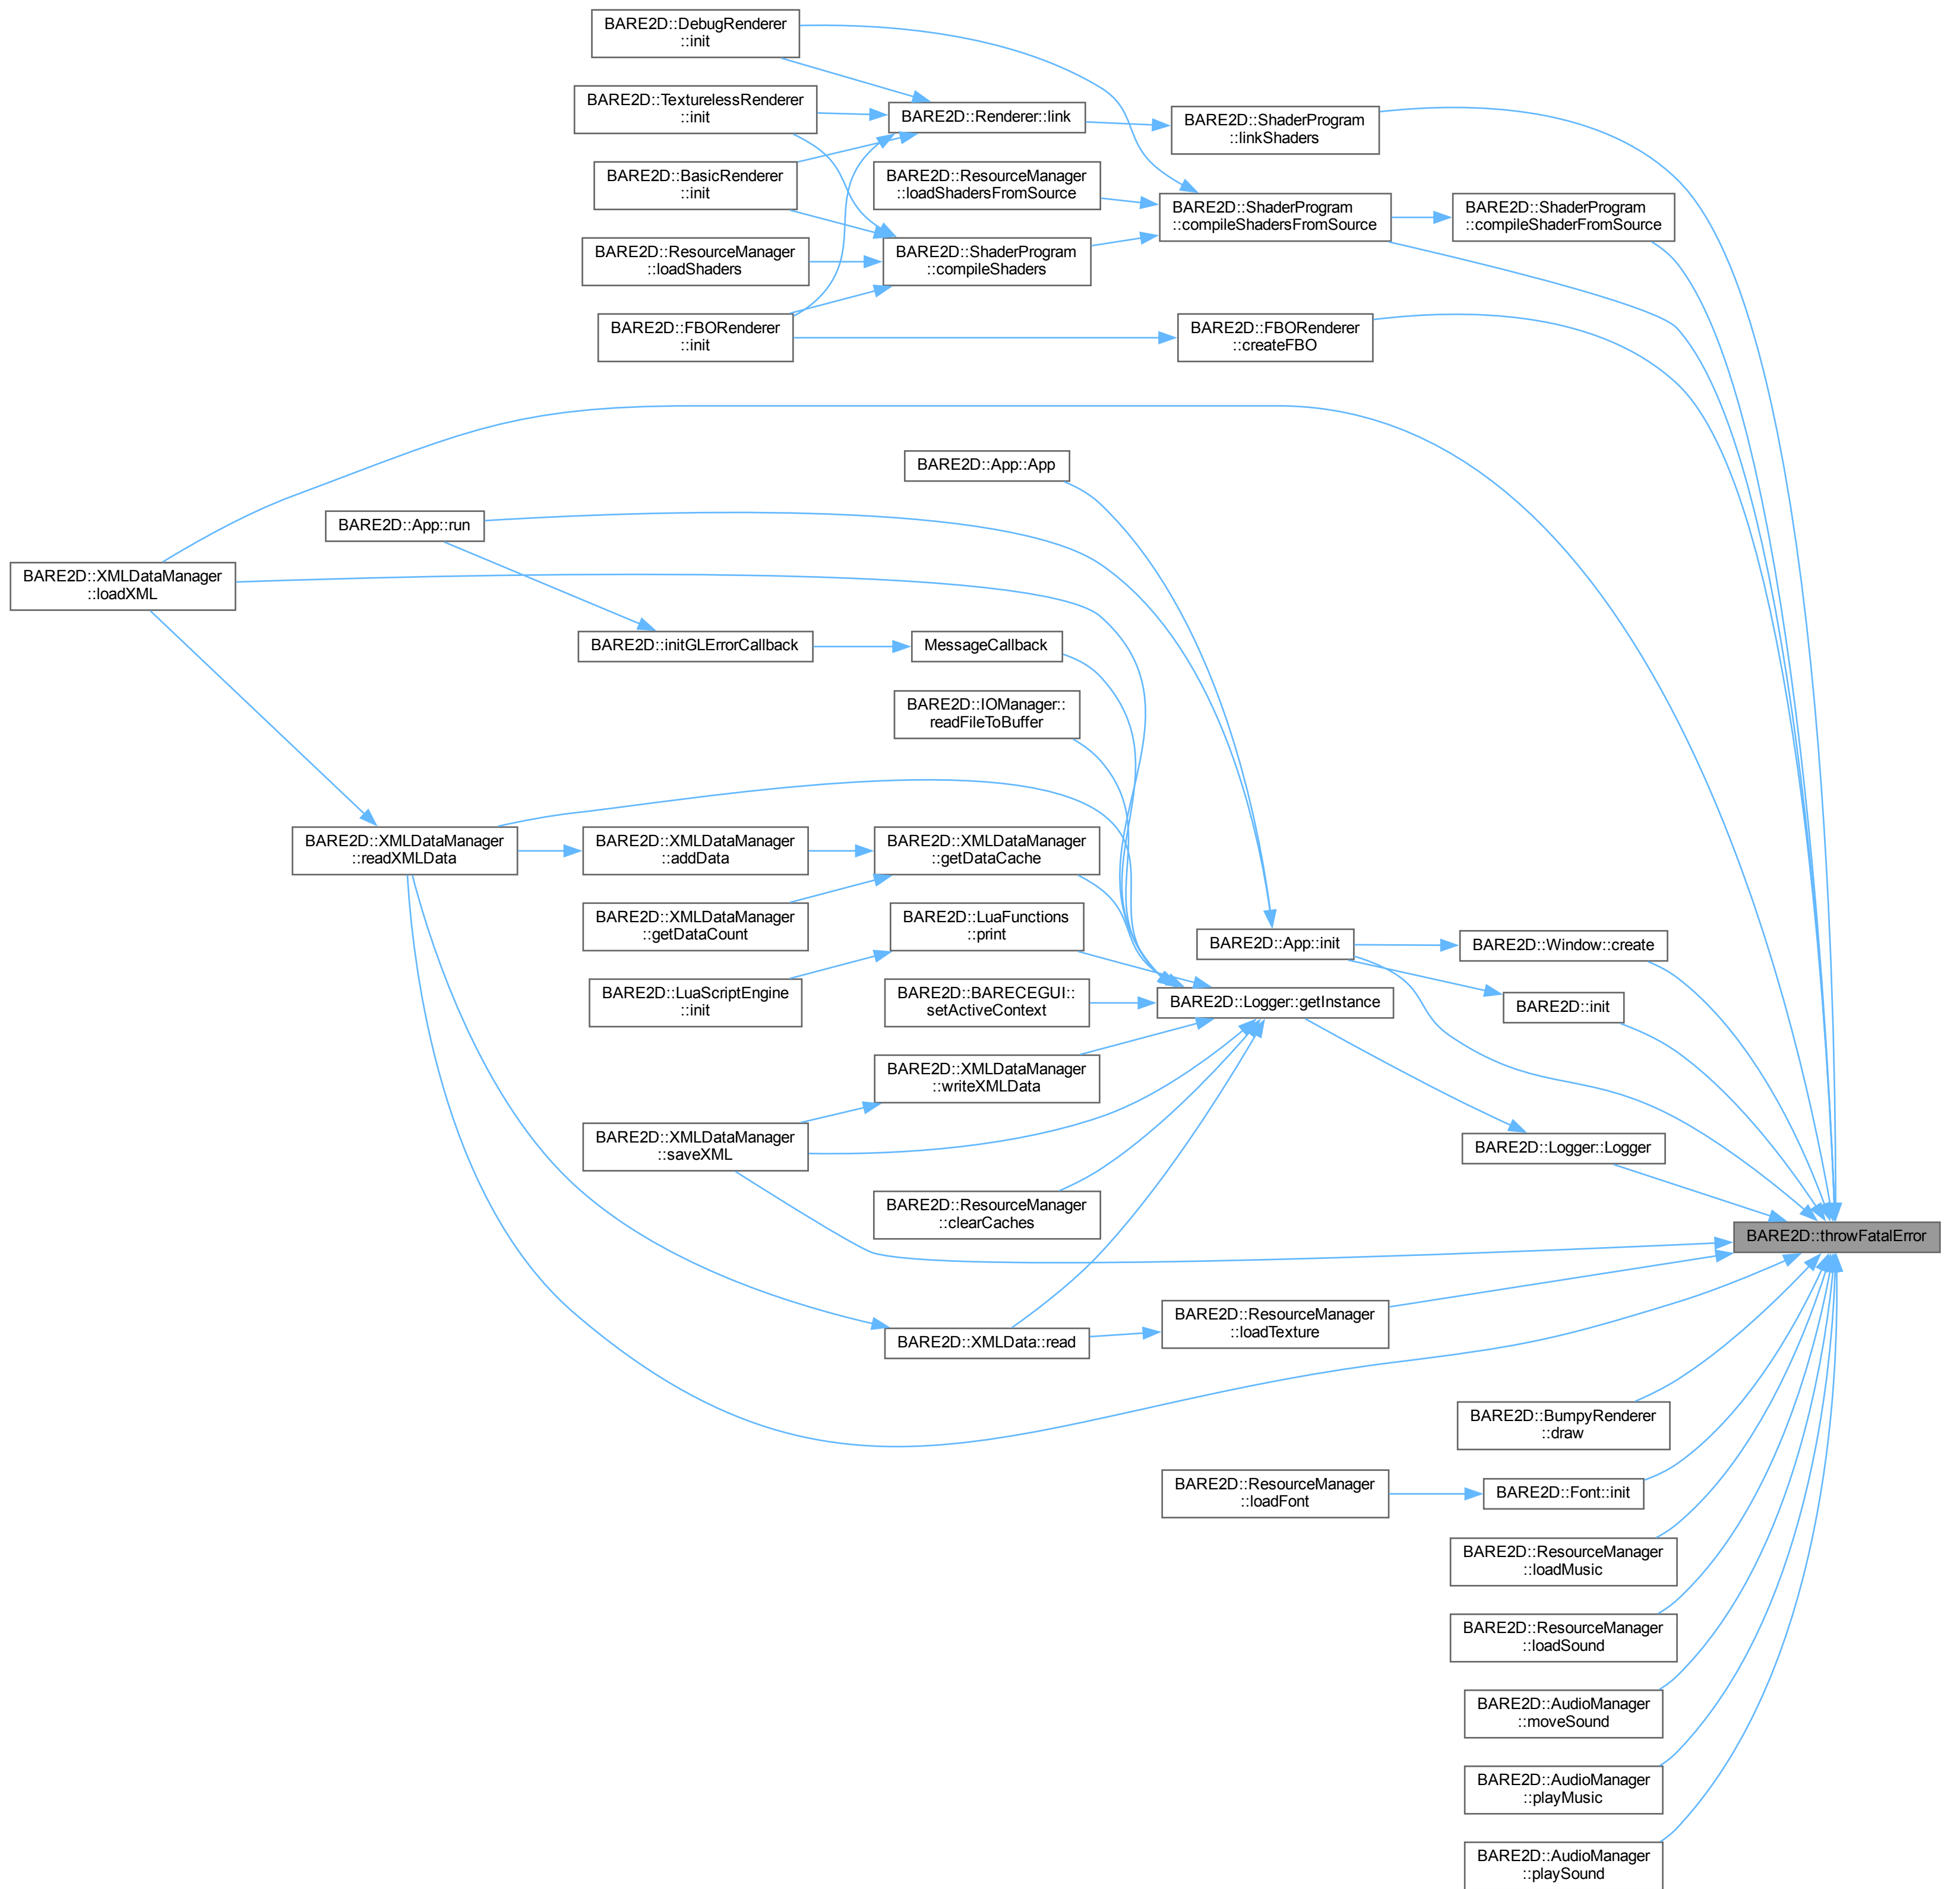 BARE2D::DebugRenderer
::init
BARE2D::TexturelessRenderer
::init
BARE2D::Renderer::link
BARE2D::ShaderProgram
::linkShaders
BARE2D::BasicRenderer
::init
BARE2D::ResourceManager
::loadShadersFromSource
BARE2D::ShaderProgram
::compileShadersFromSource
BARE2D::ShaderProgram
::compileShaderFromSource
BARE2D::ResourceManager
::loadShaders
BARE2D::ShaderProgram
::compileShaders
BARE2D::FBORenderer
::init
BARE2D::FBORenderer
::createFBO
BARE2D::App::App
BARE2D::App::run
BARE2D::XMLDataManager
::loadXML
BARE2D::initGLErrorCallback
MessageCallback
BARE2D::IOManager::
readFileToBuffer
BARE2D::XMLDataManager
::readXMLData
BARE2D::XMLDataManager
::addData
BARE2D::XMLDataManager
::getDataCache
BARE2D::XMLDataManager
::getDataCount
BARE2D::LuaFunctions
::print
BARE2D::App::init
BARE2D::Window::create
BARE2D::LuaScriptEngine
::init
BARE2D::BARECEGUI::
setActiveContext
BARE2D::Logger::getInstance
BARE2D::init
BARE2D::XMLDataManager
::writeXMLData
BARE2D::XMLDataManager
::saveXML
BARE2D::Logger::Logger
BARE2D::ResourceManager
::clearCaches
BARE2D::throwFatalError
BARE2D::XMLData::read
BARE2D::ResourceManager
::loadTexture
BARE2D::BumpyRenderer
::draw
BARE2D::ResourceManager
::loadFont
BARE2D::Font::init
BARE2D::ResourceManager
::loadMusic
BARE2D::ResourceManager
::loadSound
BARE2D::AudioManager
::moveSound
BARE2D::AudioManager
::playMusic
BARE2D::AudioManager
::playSound